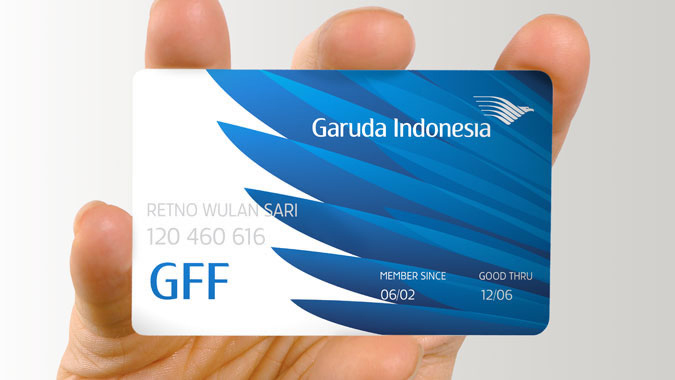 Garuda Indonesia
RETNO WULAN SARI
120 460 616
GFF
MEMBER SINCE GOOD THRU
06/02 12/06